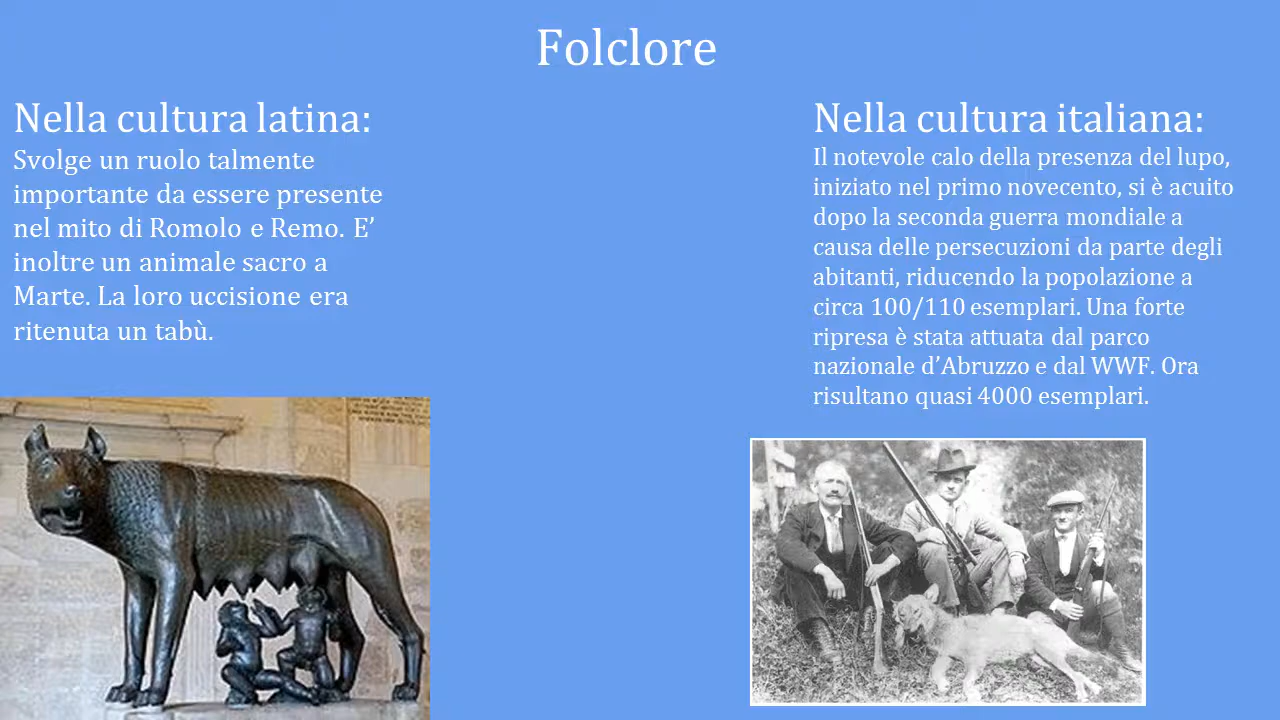 Folclore
Nella cultura latina:
Svolge un ruolo talmente
importante da essere presente
nel mito di Romolo e Remo. E’
inoltre un animale sacro a
Marte. La loro uccisione era
ritenuta un tabù.
Nella cultura italiana:
Il notevole calo della presenza del lupo,
iniziato nel primo novecento, si è acuito
dopo la seconda guerra mondiale a
causa delle persecuzioni da parte degli
abitanti, riducendo la popolazione a
circa 100/110 esemplari. Una forte
ripresa è stata attuata dal parco
nazionale d’Abruzzo e dal WWF. Ora
risultano quasi 4000 esemplari.